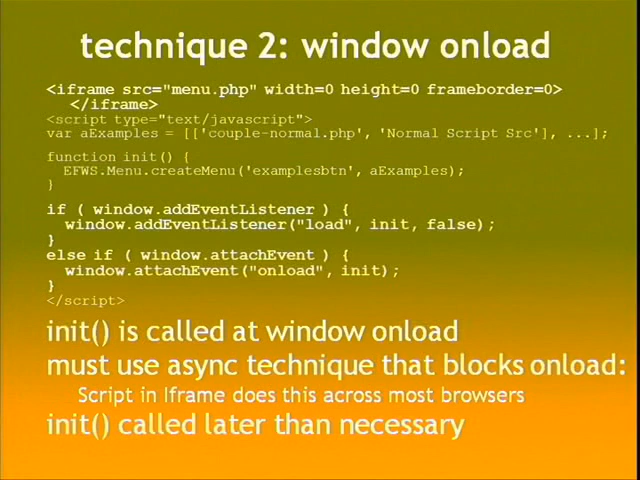 technique 2: window onload
<iframe src="menu.php" width=0 height=0 frameborder=0>
</iframe>
<script type="text/javascript">
var aExamples = [['couple-normal.php', 'Normal Script Src'], ...];
function init() {
EFWS.Menu.createMenu('examplesbtn', aExamples);
}
if ( window.addEventListener ) {
window.addEventListener("load", init, false);
}
else if ( window.attachEvent ) {
window.attachEvent("onload", init);
}
</script>
init() is called at window onload
must use async technique that blocks onload:
Script in Iframe does this across most browsers
init() called later than necessary